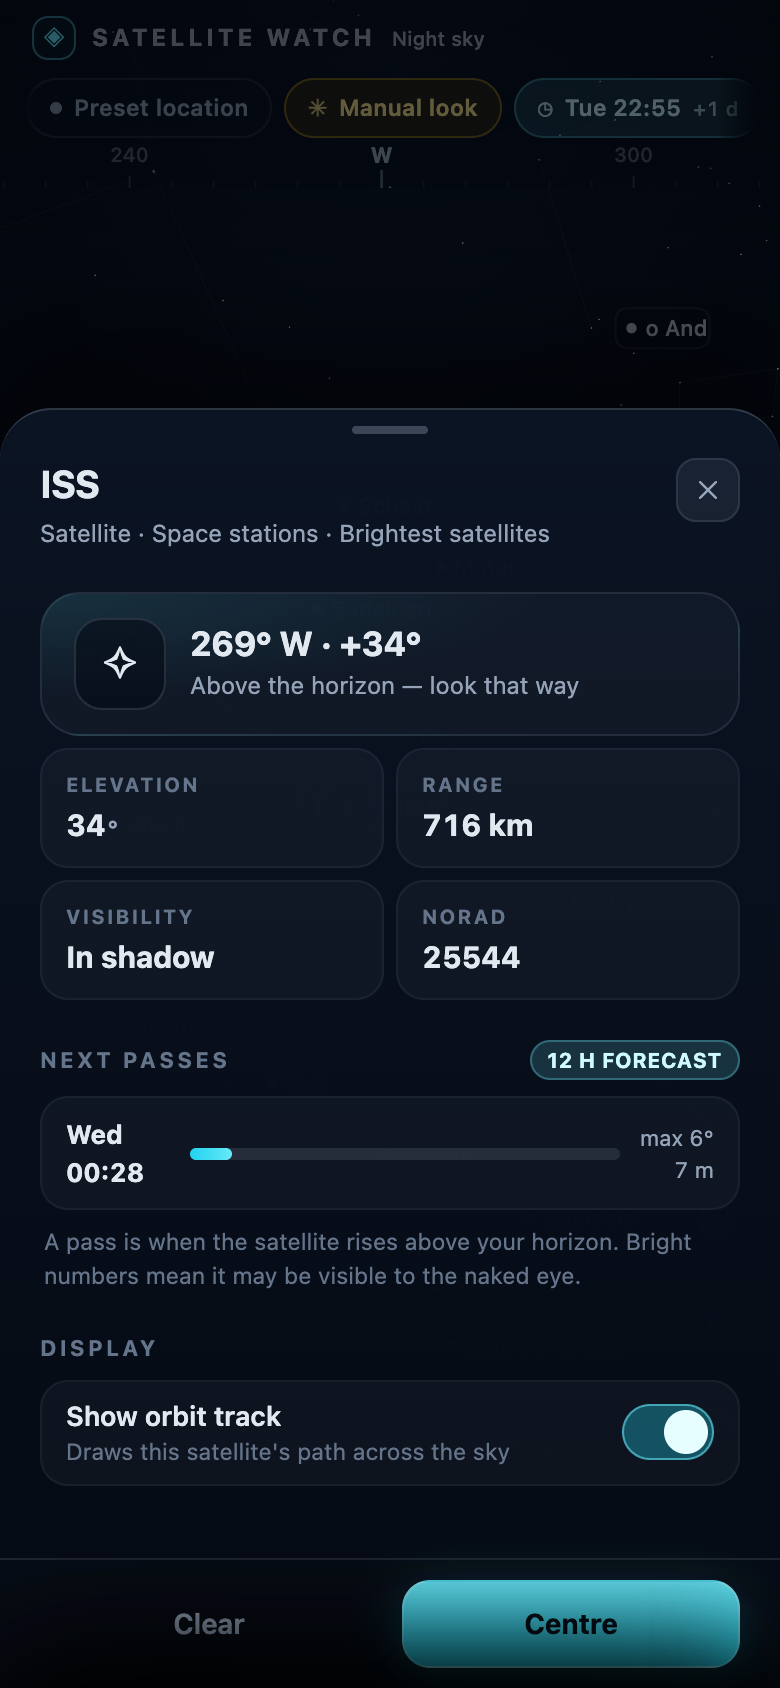 SATELLITE WATCH Night sky
Preset location
Manual look
Tue 22:55 +1 d
240 W 300
o And
ISS
Satellite · Space stations · Brightest satellites
269° W · +34°
Above the horizon — look that way
ELEVATION
34°
RANGE
716 km
VISIBILITY
In shadow
NORAD
25544
NEXT PASSES
12 H FORECAST
Wed
00:28
max 6°
7 m
A pass is when the satellite rises above your horizon. Bright
numbers mean it may be visible to the naked eye.
DISPLAY
Show orbit track
Draws this satellite's path across the sky
Clear
Centre